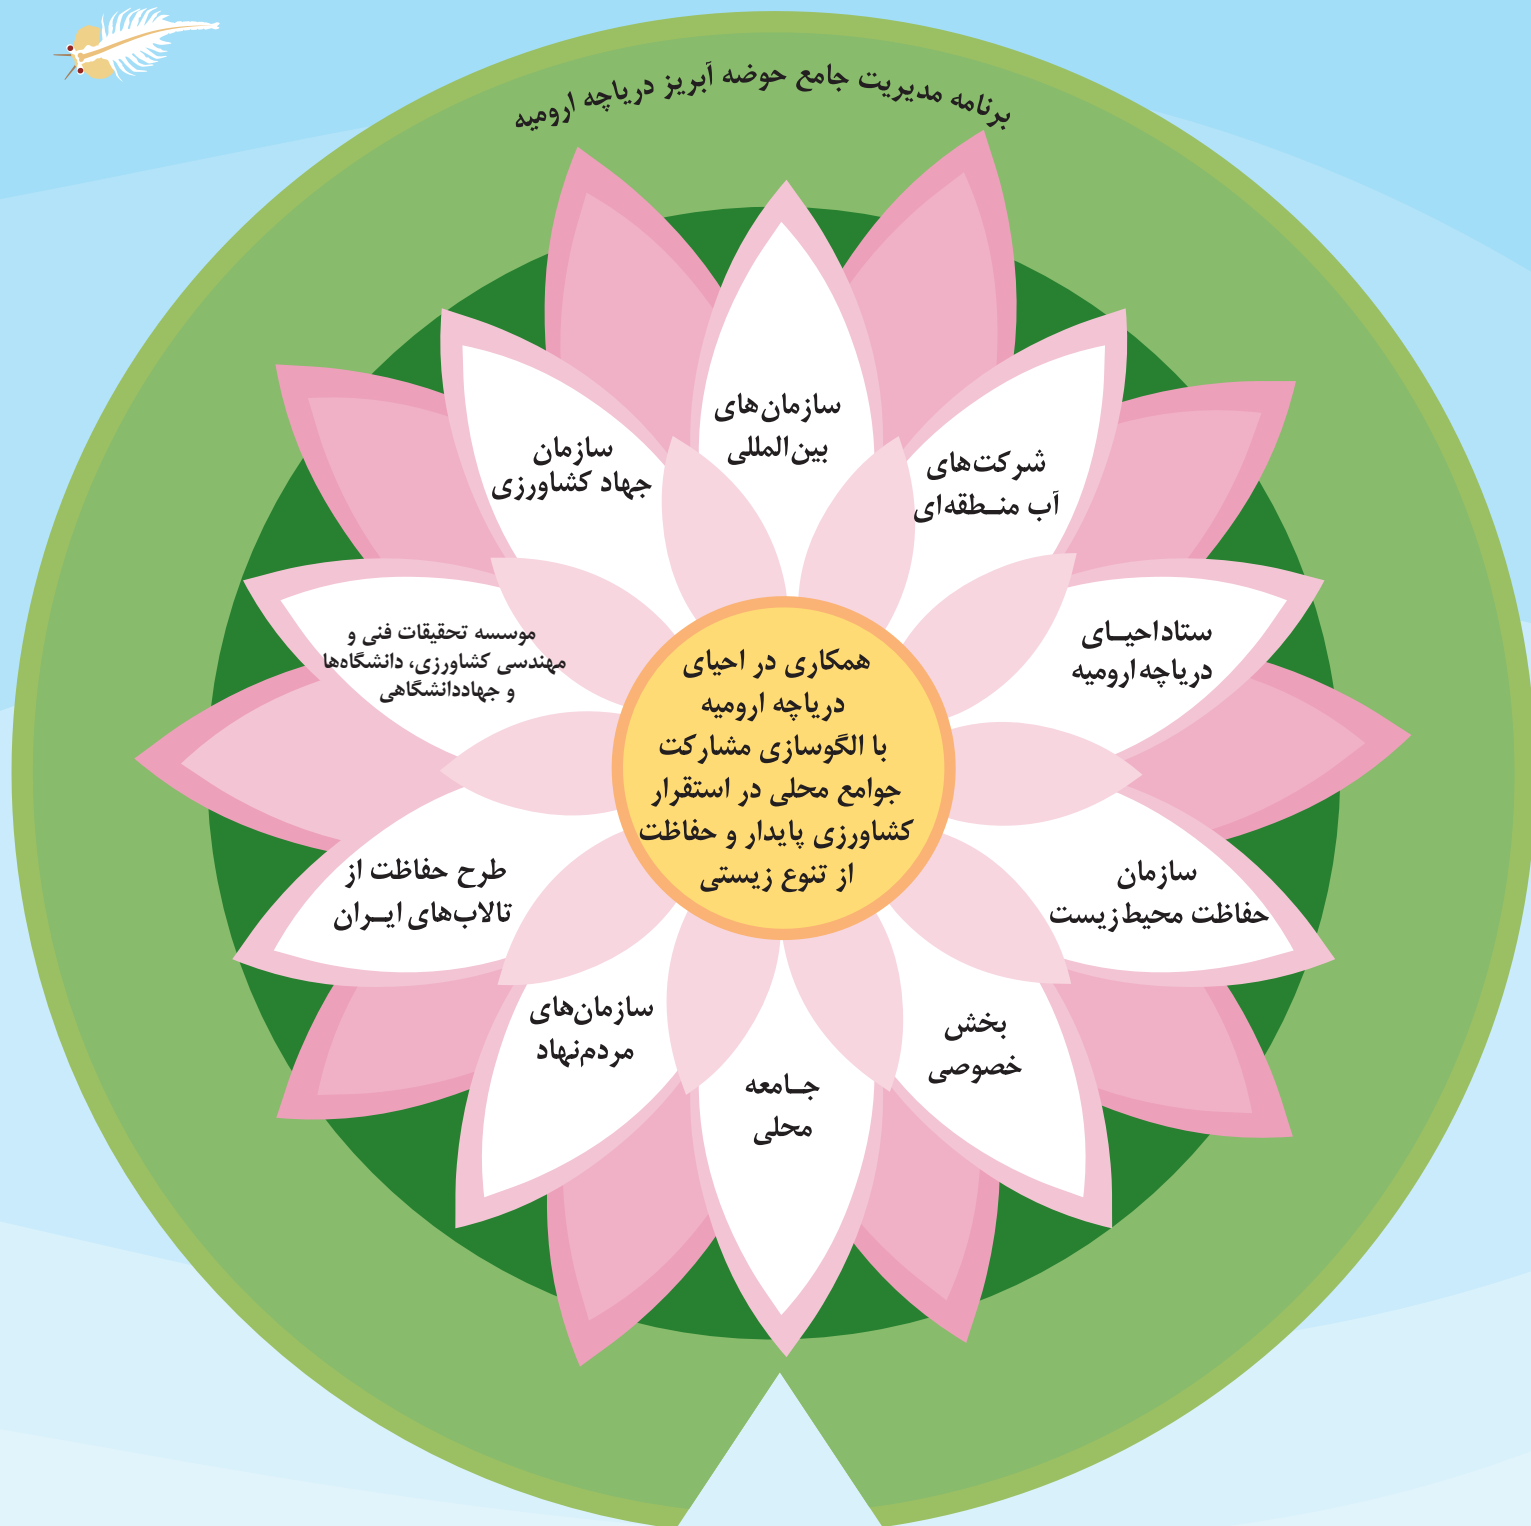 برنامه مدیریت جامع حوضه آبریز دریاچه ارومیه
سازمان‌های
بین‌المللی
شرکت‌های
آب منـطقه‌ای
ستاد احیـای
دریاچه ارومیه
سازمان
حفاظت محیط زیست
بخش
خصوصی
جـامعه
محلی
سازمان‌های
مردم‌نهاد
طرح حفاظت از
تالاب‌های ایـران
موسسه تحقیقات فنی و
مهندسی کشاورزی، دانشگاه‌ها
و جهاددانشگاهی
سازمان
جهاد کشاورزی
همکاری در احیای
دریاچه ارومیه
با الگوسازی مشارکت
جوامع محلی در استقرار
کشاورزی پایدار و حفاظت
از تنوع زیستی